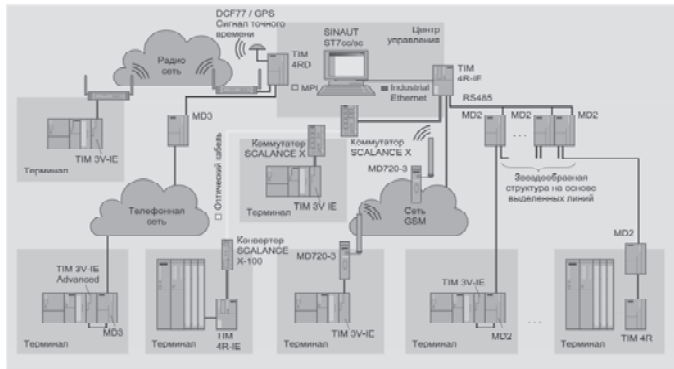 DCF77 / GPS
Сигнал точного
времени
TIM
4RD
SINAUT
ST7cc/sc
Центр
управления
TIM
4R-IE
Радио
сеть
MPI
Industrial
Ethernet
RS485
MD3
MD2
MD2
...
MD2
TIM 3V-IE
Терминал
Оптический кабель
Коммутатор
SCALANCE X
Коммутатор
SCALANCE X
MD720-3
Звездообразная
структура на основе
выделенных линий
TIM 3V IE
Терминал
Телефонная
сеть
Сеть
GSM
Конвертор
SCALANCE
X-100
MD720-3
MD2
TIM 3V-IE
Advanced
MD3
Терминал
TIM
4R-IE
Терминал
TIM 3V-IE
Терминал
TIM 3V-IE
MD2
Терминал
...
TIM 4R
Терминал